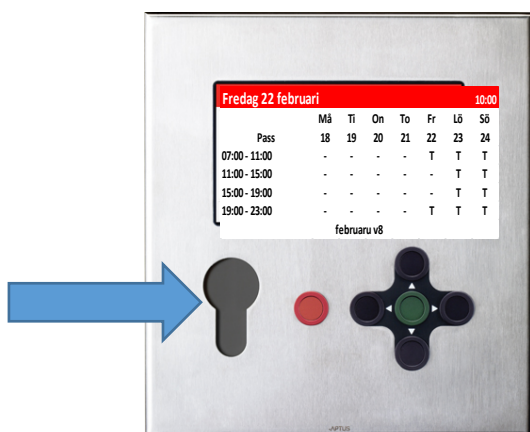 Fredag 22 februari 10:00
Må Ti On To Fr Lö Sö
Pass 18 19 20 21 22 23 24
07:00 - 11:00 - - - - T T T
11:00 - 15:00 - - - - - T T
15:00 - 19:00 - - - - - T T
19:00 - 23:00 - - - - T T T
februaru v8
APTUS